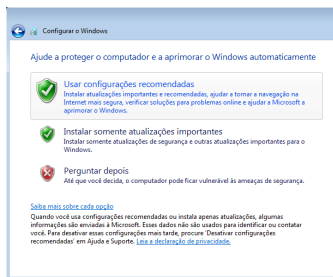 Configurar o Windows
Ajude a proteger o computador e a aprimorar o Windows automaticamente
Usar configurações recomendadas
Instalar atualizações importantes e recomendadas, ajudar a tornar a navegação na
Internet mais segura, verificar soluções para problemas online e ajudar a Microsoft a
aprimorar o Windows.
Instalar somente atualizações importantes
Instalar somente atualizações de segurança e outras atualizações importantes para o
Windows.
Perguntar depois
Até que você decida, o computador pode ficar vulnerável às ameaças de segurança.
Saiba mais sobre cada opção
Quando você usa configurações recomendadas ou instala apenas atualizações, algumas
informações são enviadas à Microsoft. Esses dados não são usados para identificar ou contatar
você. Para desativar essas configurações mais tarde, procure 'Desativar configurações
recomendadas' em Ajuda e Suporte. Leia a declaração de privacidade.